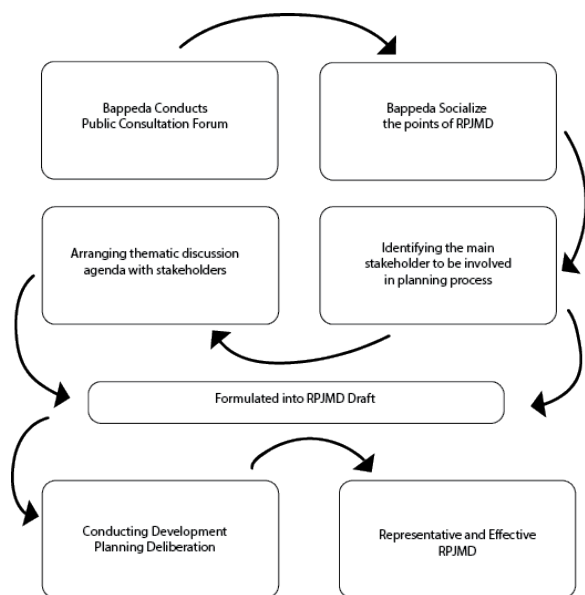 Bappeda Conducts
Public Consultation Forum
Bappeda Socialize
the points of RPJMD
Arranging thematic discussion
agenda with stakeholders
Identifying the main
stakeholder to be involved
in planning process
Formulated into RPJMD Draft
Conducting Development
Planning Deliberation
Representative and Effective
RPJMD